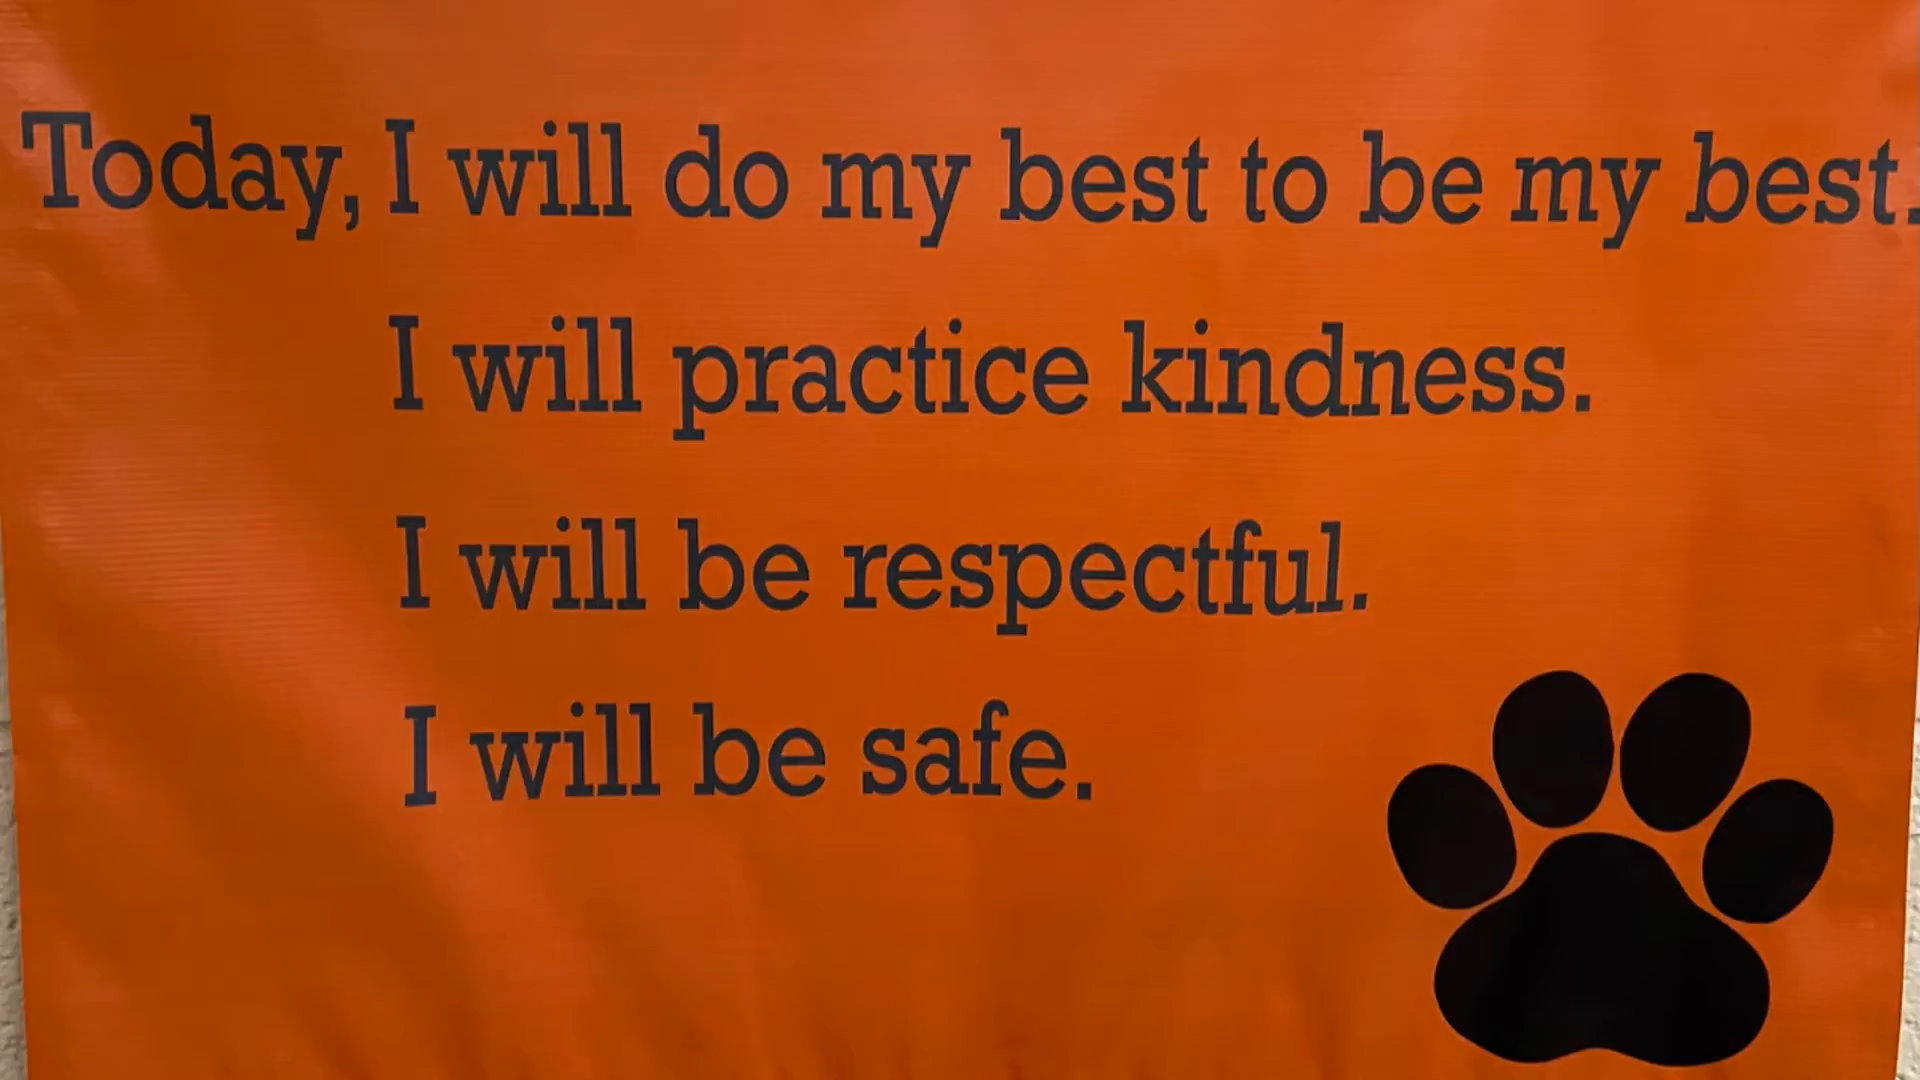 Today, I will do my best to be my best.
I will practice kindness.
I will be respectful.
I will be safe.